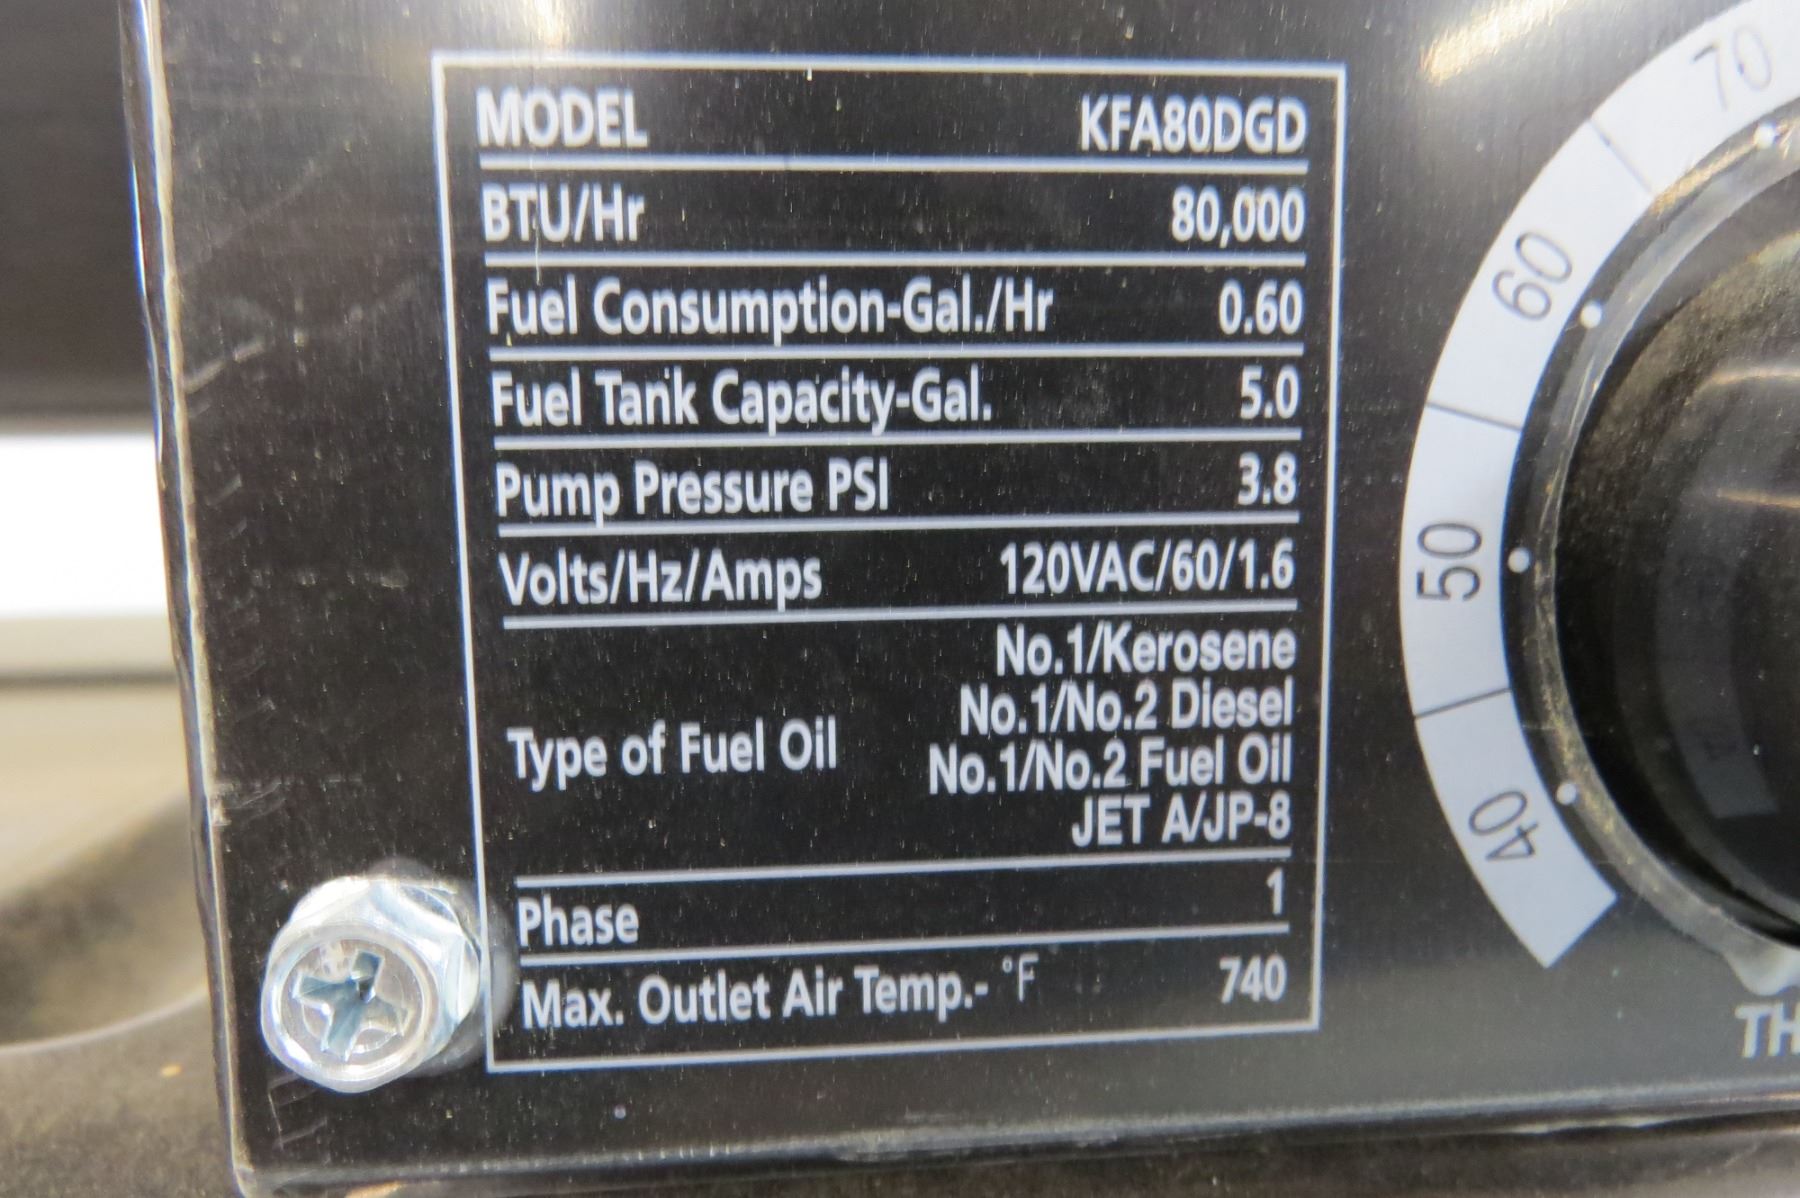 MODEL KFA80DGD
BTU/Hr 80,000
Fuel Consumption-Gal./Hr 0.60
Fuel Tank Capacity-Gal. 5.0
Pump Pressure PSI 3.8
Volts/Hz/Amps 120VAC/60/1.6
Type of Fuel Oil
No.1/Kerosene
No.1/No.2 Diesel
No.1/No.2 Fuel Oil
JET A/JP-8
Phase 1
Max. Outlet Air Temp.- °F 740
70
60
50
40
TH